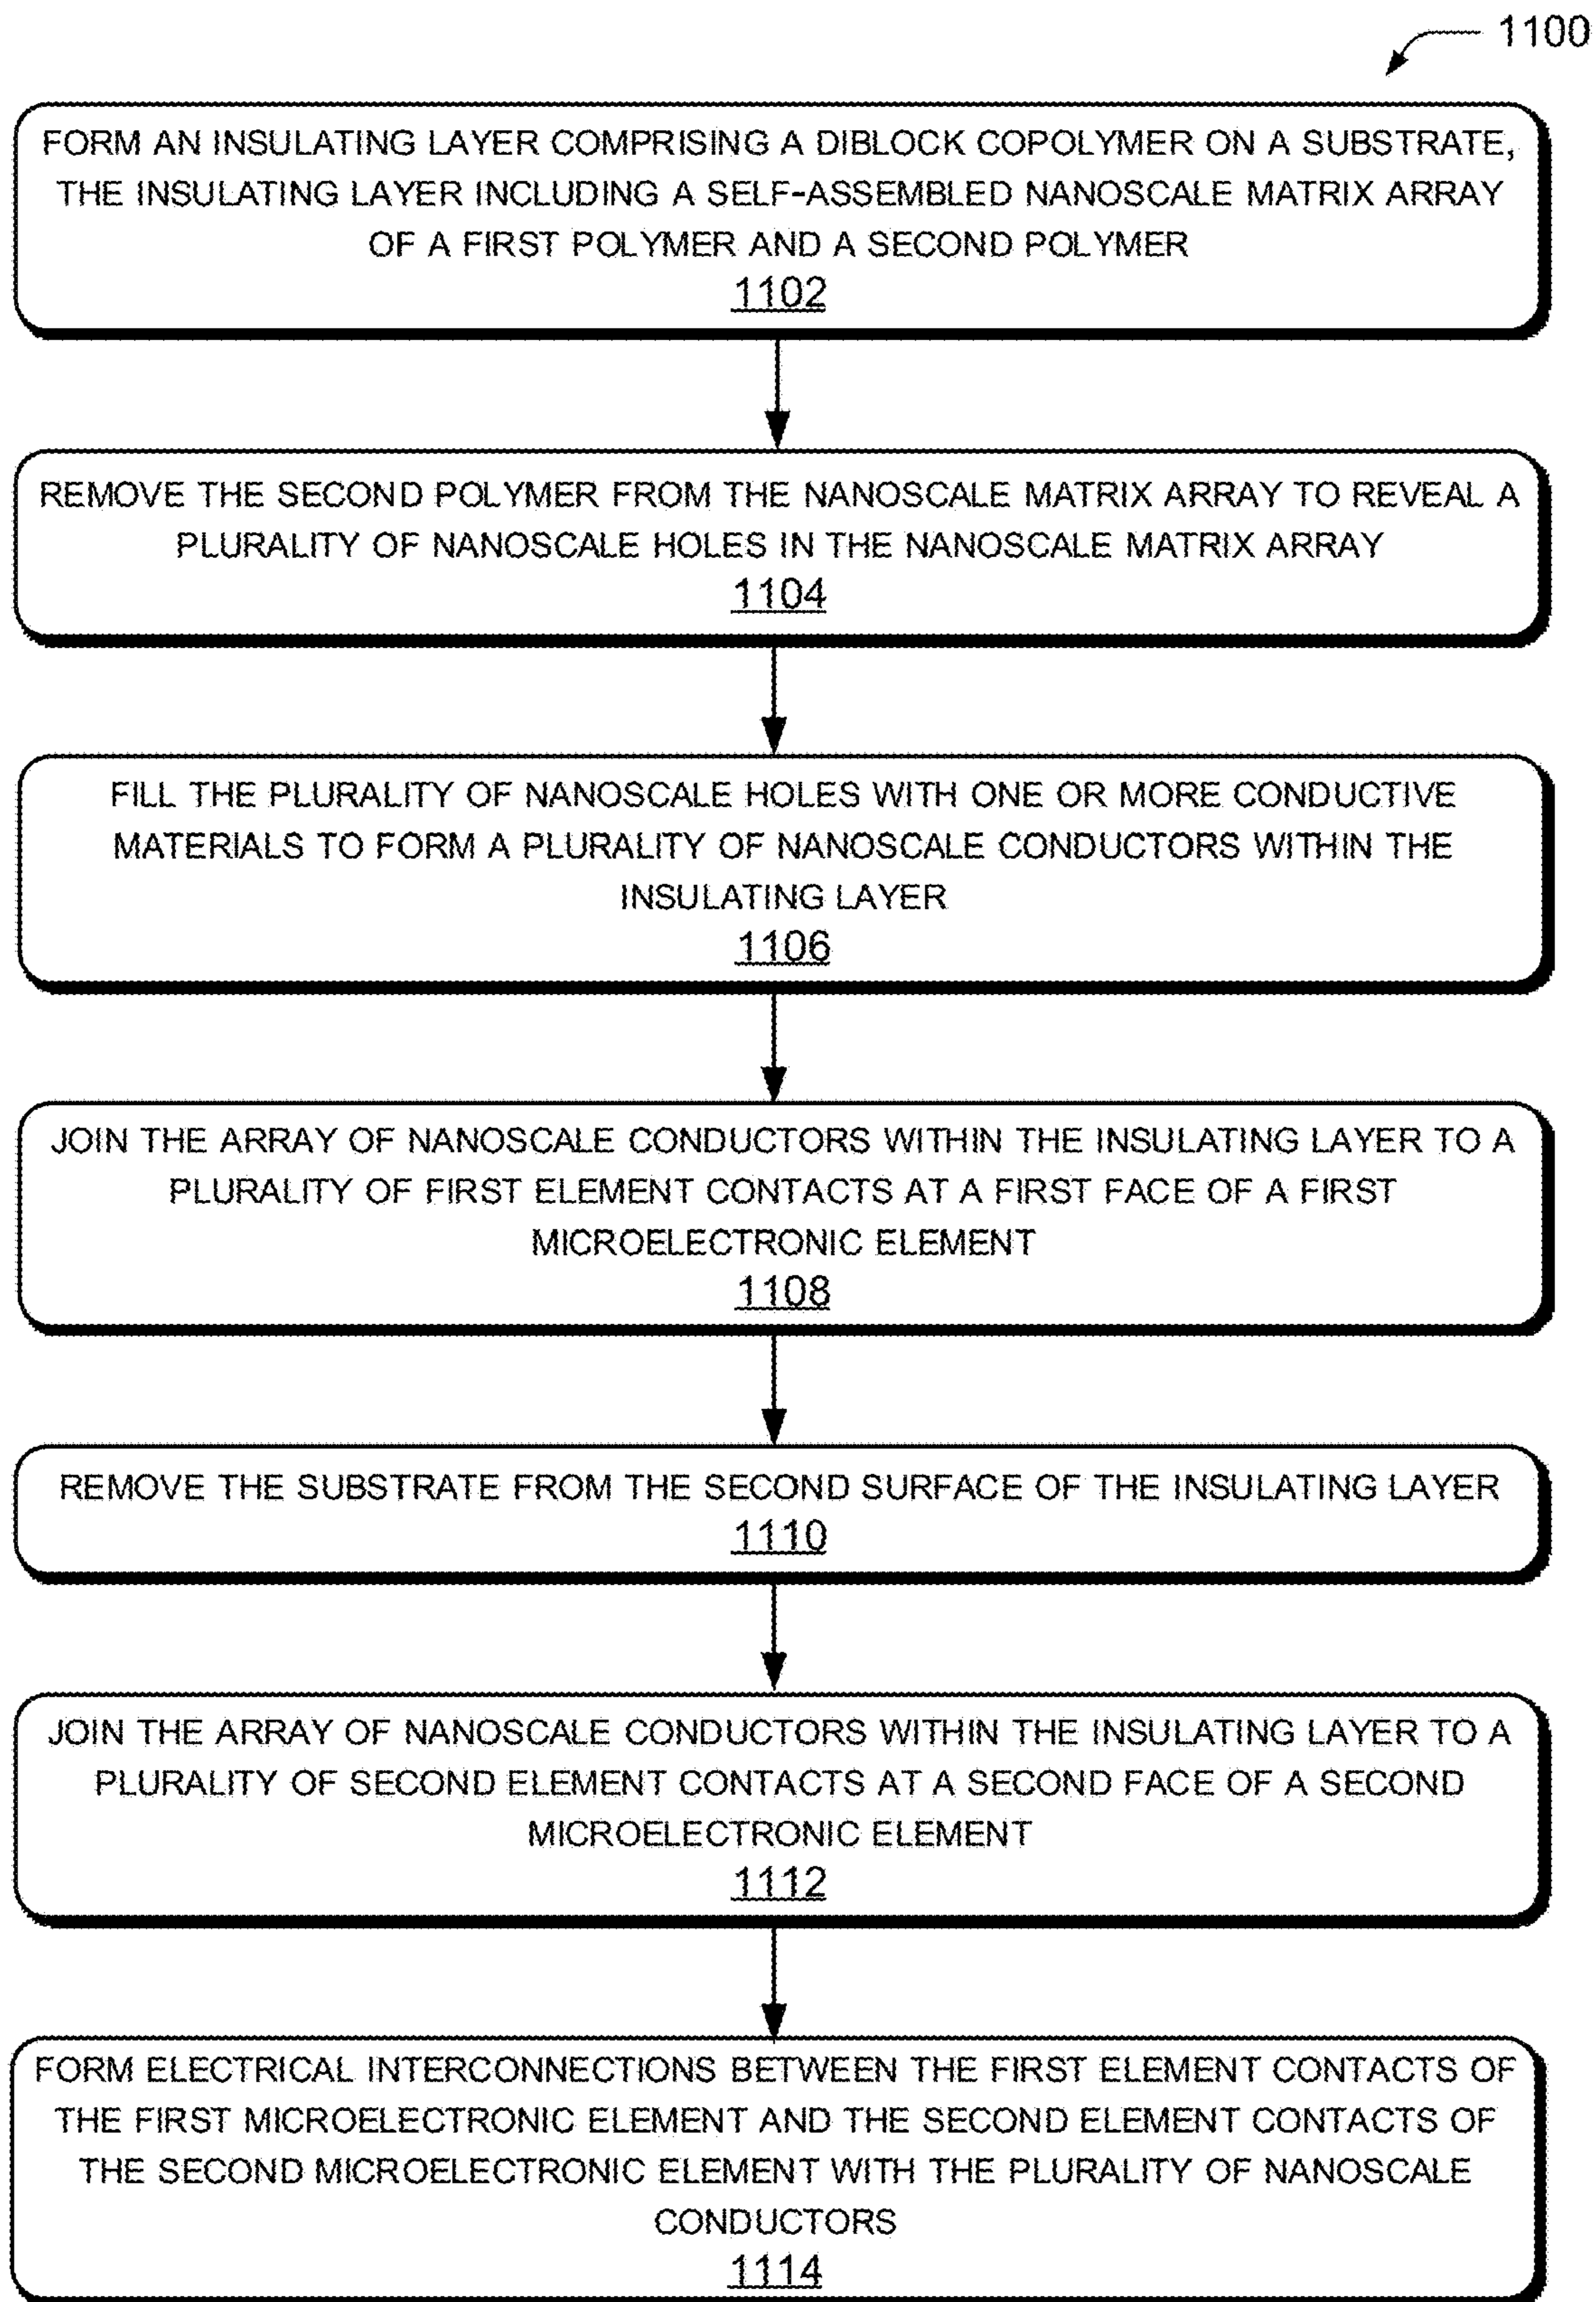 1100
FORM AN INSULATING LAYER COMPRISING A DIBLOCK COPOLYMER ON A SUBSTRATE,
THE INSULATING LAYER INCLUDING A SELF-ASSEMBLED NANOSCALE MATRIX ARRAY
OF A FIRST POLYMER AND A SECOND POLYMER
1102
REMOVE THE SECOND POLYMER FROM THE NANOSCALE MATRIX ARRAY TO REVEAL A
PLURALITY OF NANOSCALE HOLES IN THE NANOSCALE MATRIX ARRAY
1104
FILL THE PLURALITY OF NANOSCALE HOLES WITH ONE OR MORE CONDUCTIVE
MATERIALS TO FORM A PLURALITY OF NANOSCALE CONDUCTORS WITHIN THE
INSULATING LAYER
1106
JOIN THE ARRAY OF NANOSCALE CONDUCTORS WITHIN THE INSULATING LAYER TO A
PLURALITY OF FIRST ELEMENT CONTACTS AT A FIRST FACE OF A FIRST
MICROELECTRONIC ELEMENT
1108
REMOVE THE SUBSTRATE FROM THE SECOND SURFACE OF THE INSULATING LAYER
1110
JOIN THE ARRAY OF NANOSCALE CONDUCTORS WITHIN THE INSULATING LAYER TO A
PLURALITY OF SECOND ELEMENT CONTACTS AT A SECOND FACE OF A SECOND
MICROELECTRONIC ELEMENT
1112
FORM ELECTRICAL INTERCONNECTIONS BETWEEN THE FIRST ELEMENT CONTACTS OF
THE FIRST MICROELECTRONIC ELEMENT AND THE SECOND ELEMENT CONTACTS OF
THE SECOND MICROELECTRONIC ELEMENT WITH THE PLURALITY OF NANOSCALE
CONDUCTORS
1114